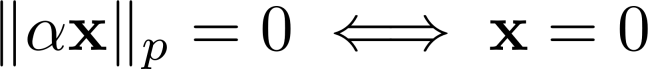 ‖α𝐱‖ₚ = 0 ⟺ 𝐱 = 0